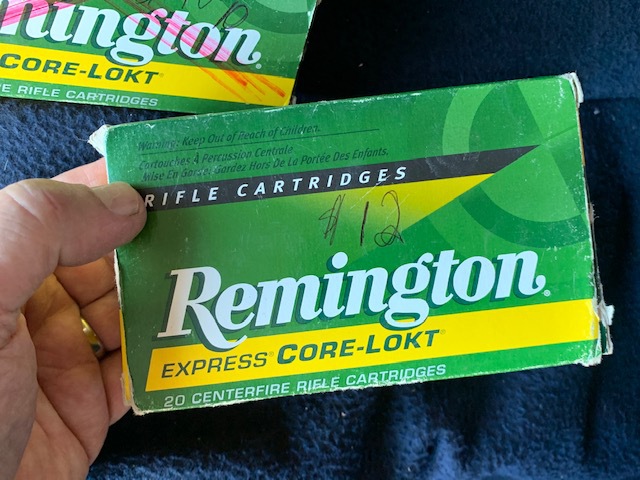 mington
CORE-LOKT
E RIFLE CARTRIDGES
Warning: Keep Out of Reach of Children.
Cartouches À Percussion Centrale
Mise En Garde: Gardez Hors De La Portée Des Enfants.
RIFLE CARTRIDGES
$12
Remington
EXPRESS® CORE-LOKT®
20 CENTERFIRE RIFLE CARTRIDGES